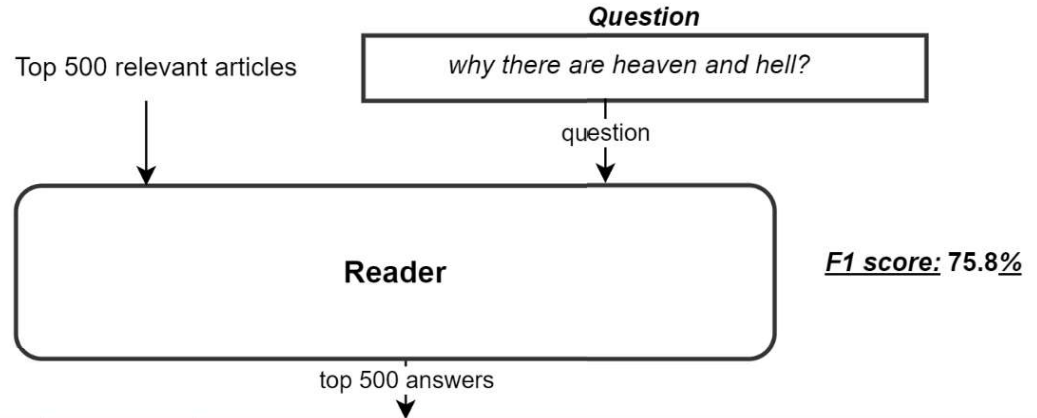 Question
Top 500 relevant articles
why there are heaven and hell?
question
Reader
F1 score: 75.8%
top 500 answers